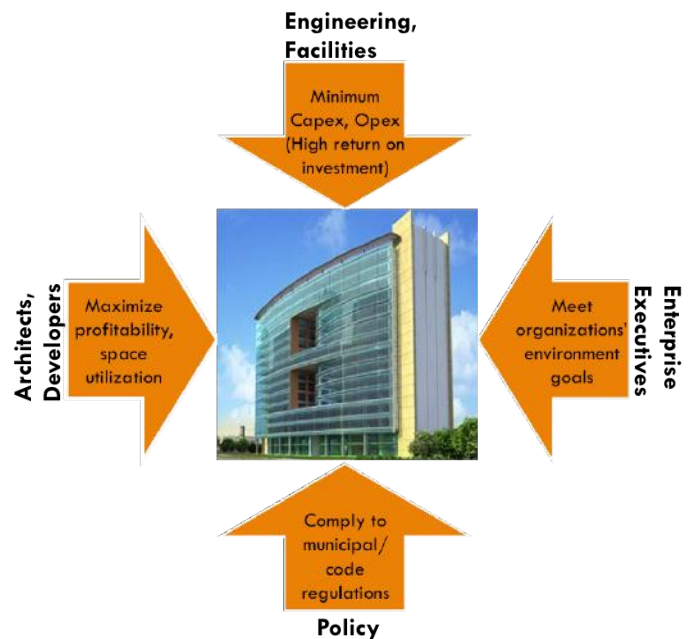 Engineering,
Facilities
Minimum
Capex, Opex
(High return on
investment)
Architects,
Developers
Maximize
profitability,
space
utilization
Meet
organizations'
environment
goals
Enterprise
Executives
Comply to
municipal/
code
regulations
Policy